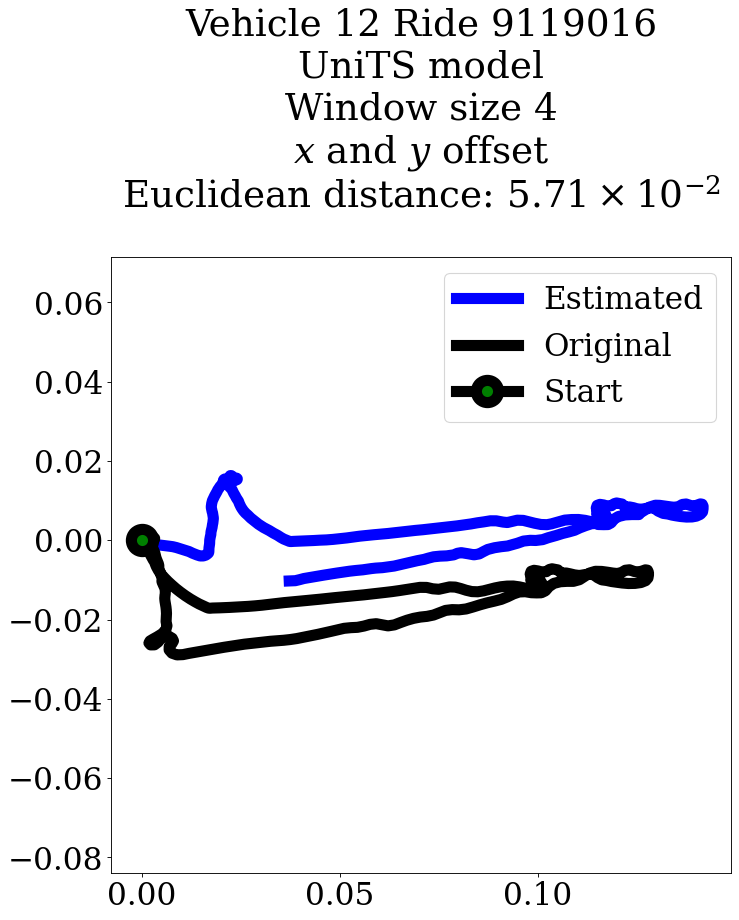 Vehicle 12 Ride 9119016
UniTS model
Window size 4
x and y offset
Euclidean distance: 5.71 × 10⁻²
Estimated
Original
Start
0.06
0.04
0.02
0.00
−0.02
−0.04
−0.06
−0.08
0.00 0.05 0.10